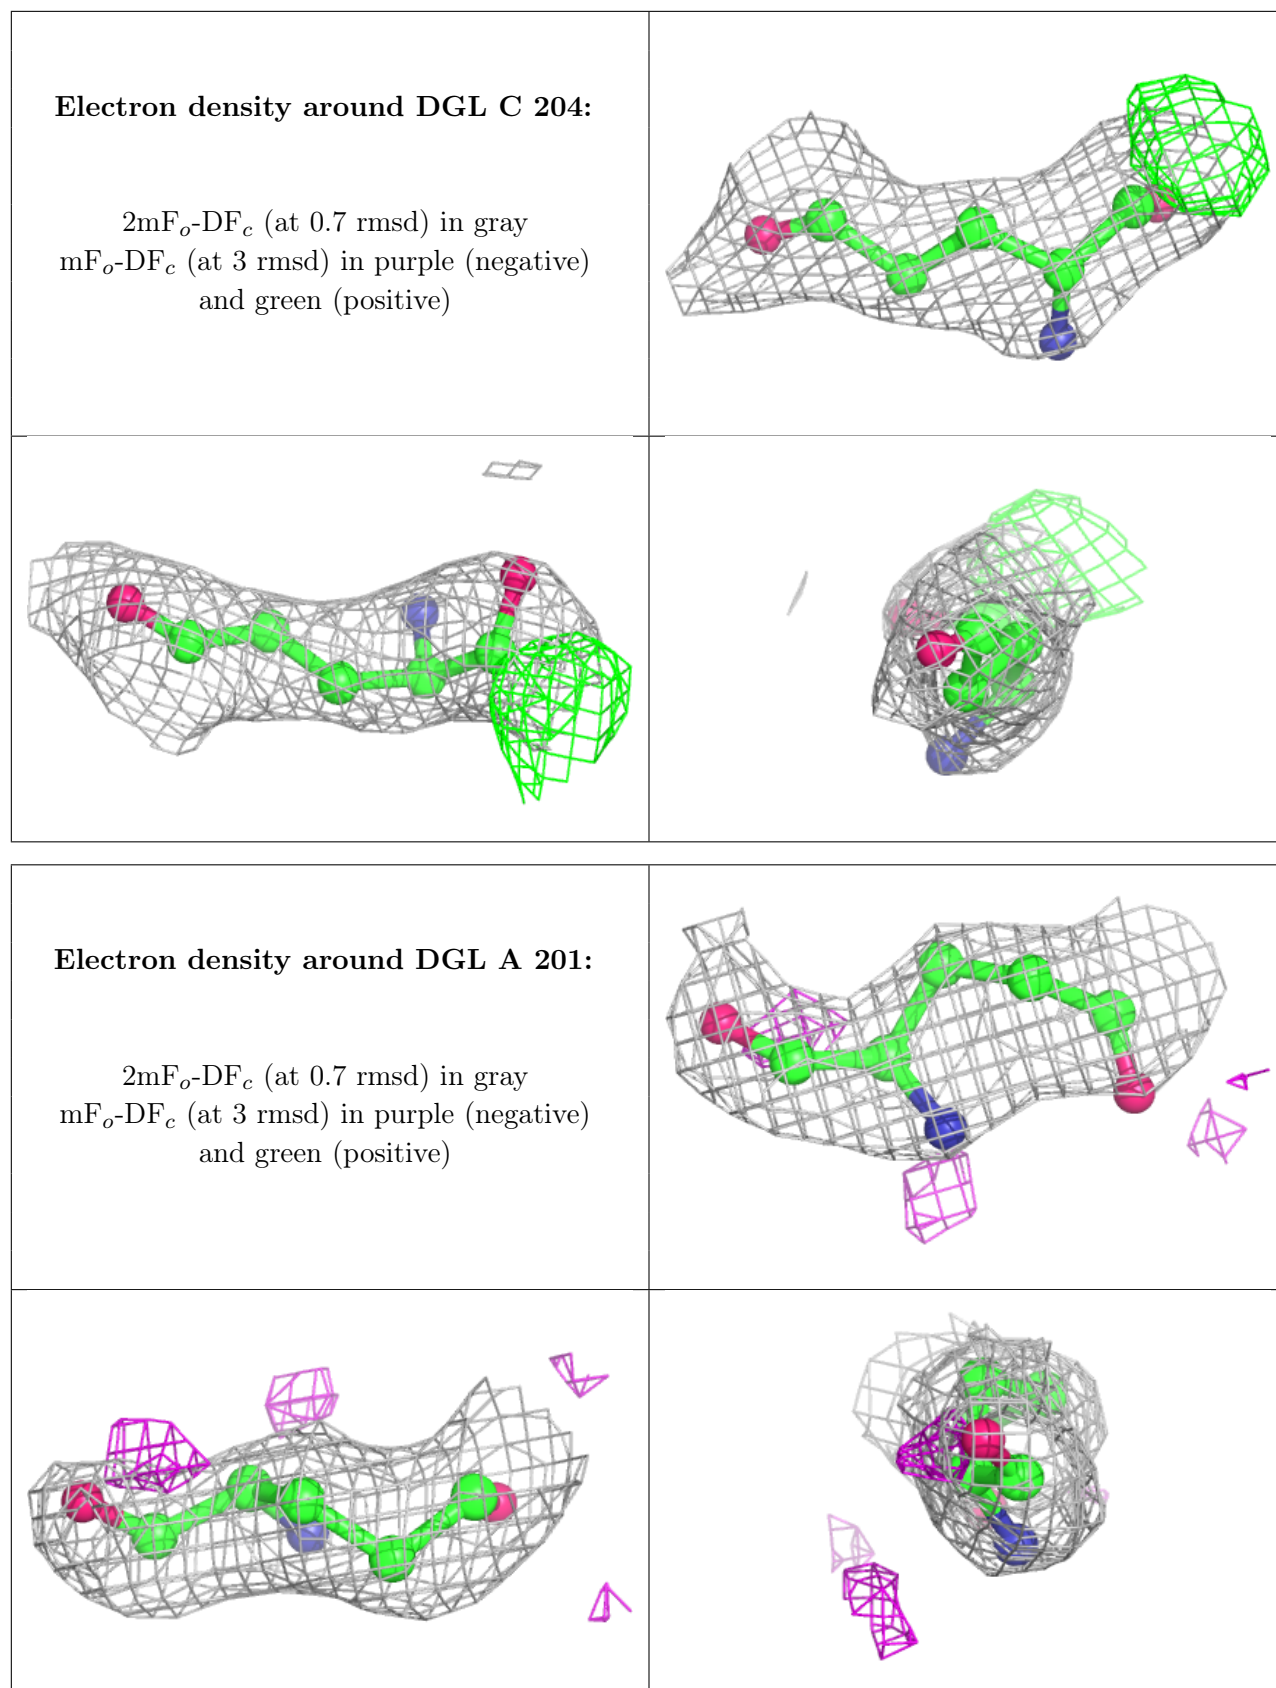 Electron density around DGL C 204:
2mFo-DFc (at 0.7 rmsd) in gray
mFo-DFc (at 3 rmsd) in purple (negative)
and green (positive)
Electron density around DGL A 201:
2mFo-DFc (at 0.7 rmsd) in gray
mFo-DFc (at 3 rmsd) in purple (negative)
and green (positive)